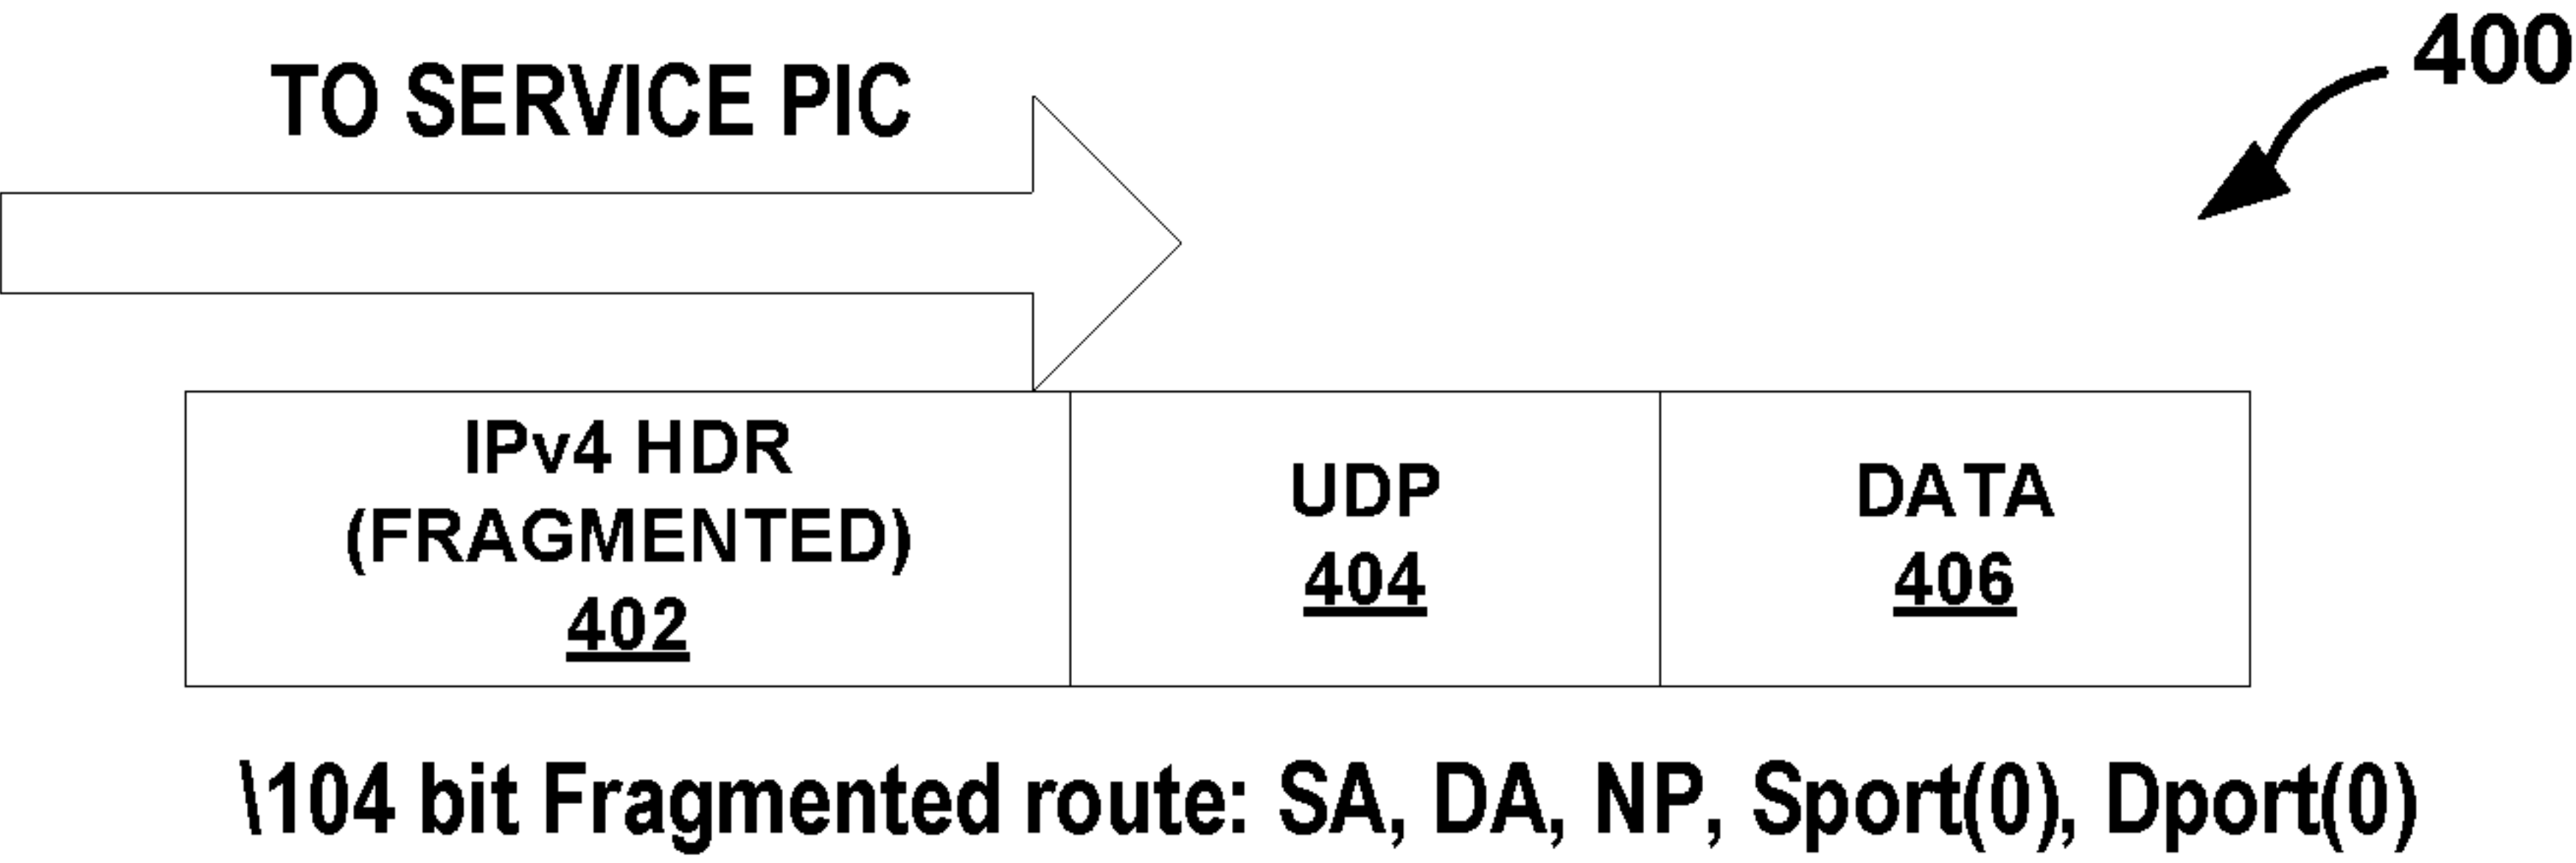 400
TO SERVICE PIC
IPv4 HDR
(FRAGMENTED)
402
UDP
404
DATA
406
\104 bit Fragmented route: SA, DA, NP, Sport(0), Dport(0)